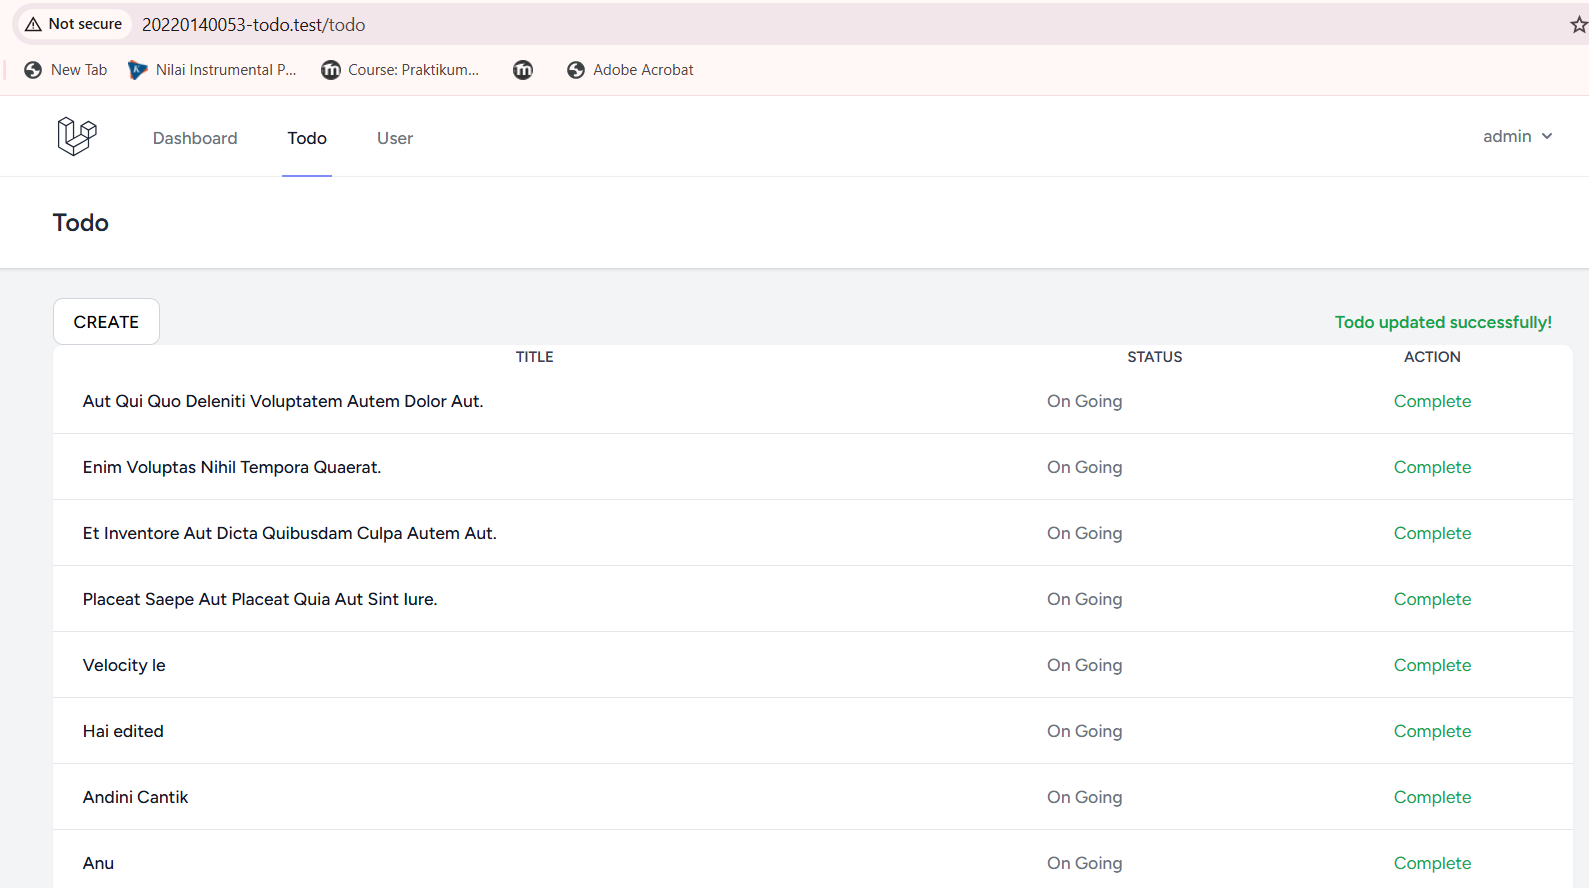 Not secure 20220140053-todo.test/todo
New Tab Nilai Instrumental P... Course: Praktikum... Adobe Acrobat
Dashboard Todo User admin
Todo
CREATE Todo updated successfully!
TITLE STATUS ACTION
Aut Qui Quo Deleniti Voluptatem Autem Dolor Aut. On Going Complete
Enim Voluptas Nihil Tempora Quaerat. On Going Complete
Et Inventore Aut Dicta Quibusdam Culpa Autem Aut. On Going Complete
Placeat Saepe Aut Placeat Quia Aut Sint Iure. On Going Complete
Velocity le On Going Complete
Hai edited On Going Complete
Andini Cantik On Going Complete
Anu On Going Complete